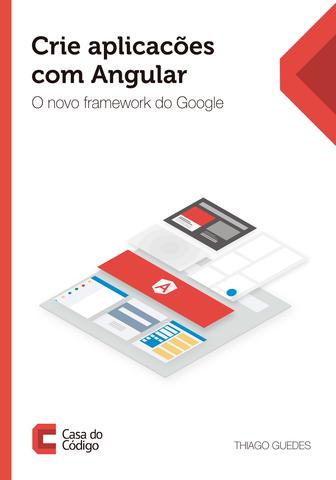 Crie aplicacões
com Angular
O novo framework do Google
A
Casa do
Código
THIAGO GUEDES